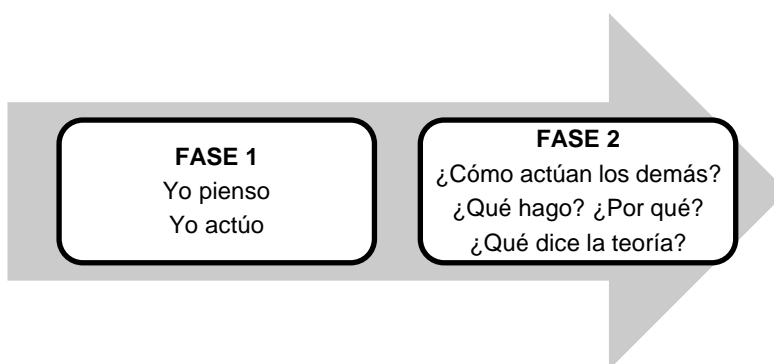 FASE 1
Yo pienso
Yo actúo
FASE 2
¿Cómo actúan los demás?
¿Qué hago? ¿Por qué?
¿Qué dice la teoría?